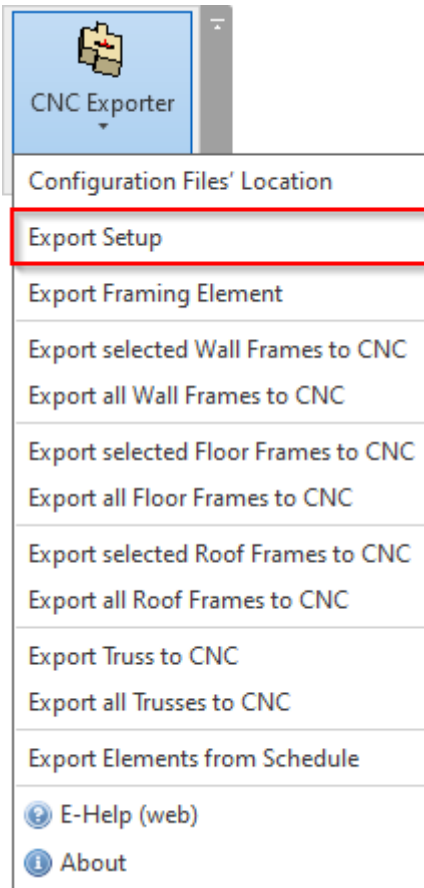 CNC Exporter
Configuration Files' Location
Export Setup
Export Framing Element
Export selected Wall Frames to CNC
Export all Wall Frames to CNC
Export selected Floor Frames to CNC
Export all Floor Frames to CNC
Export selected Roof Frames to CNC
Export all Roof Frames to CNC
Export Truss to CNC
Export all Trusses to CNC
Export Elements from Schedule
E-Help (web)
About